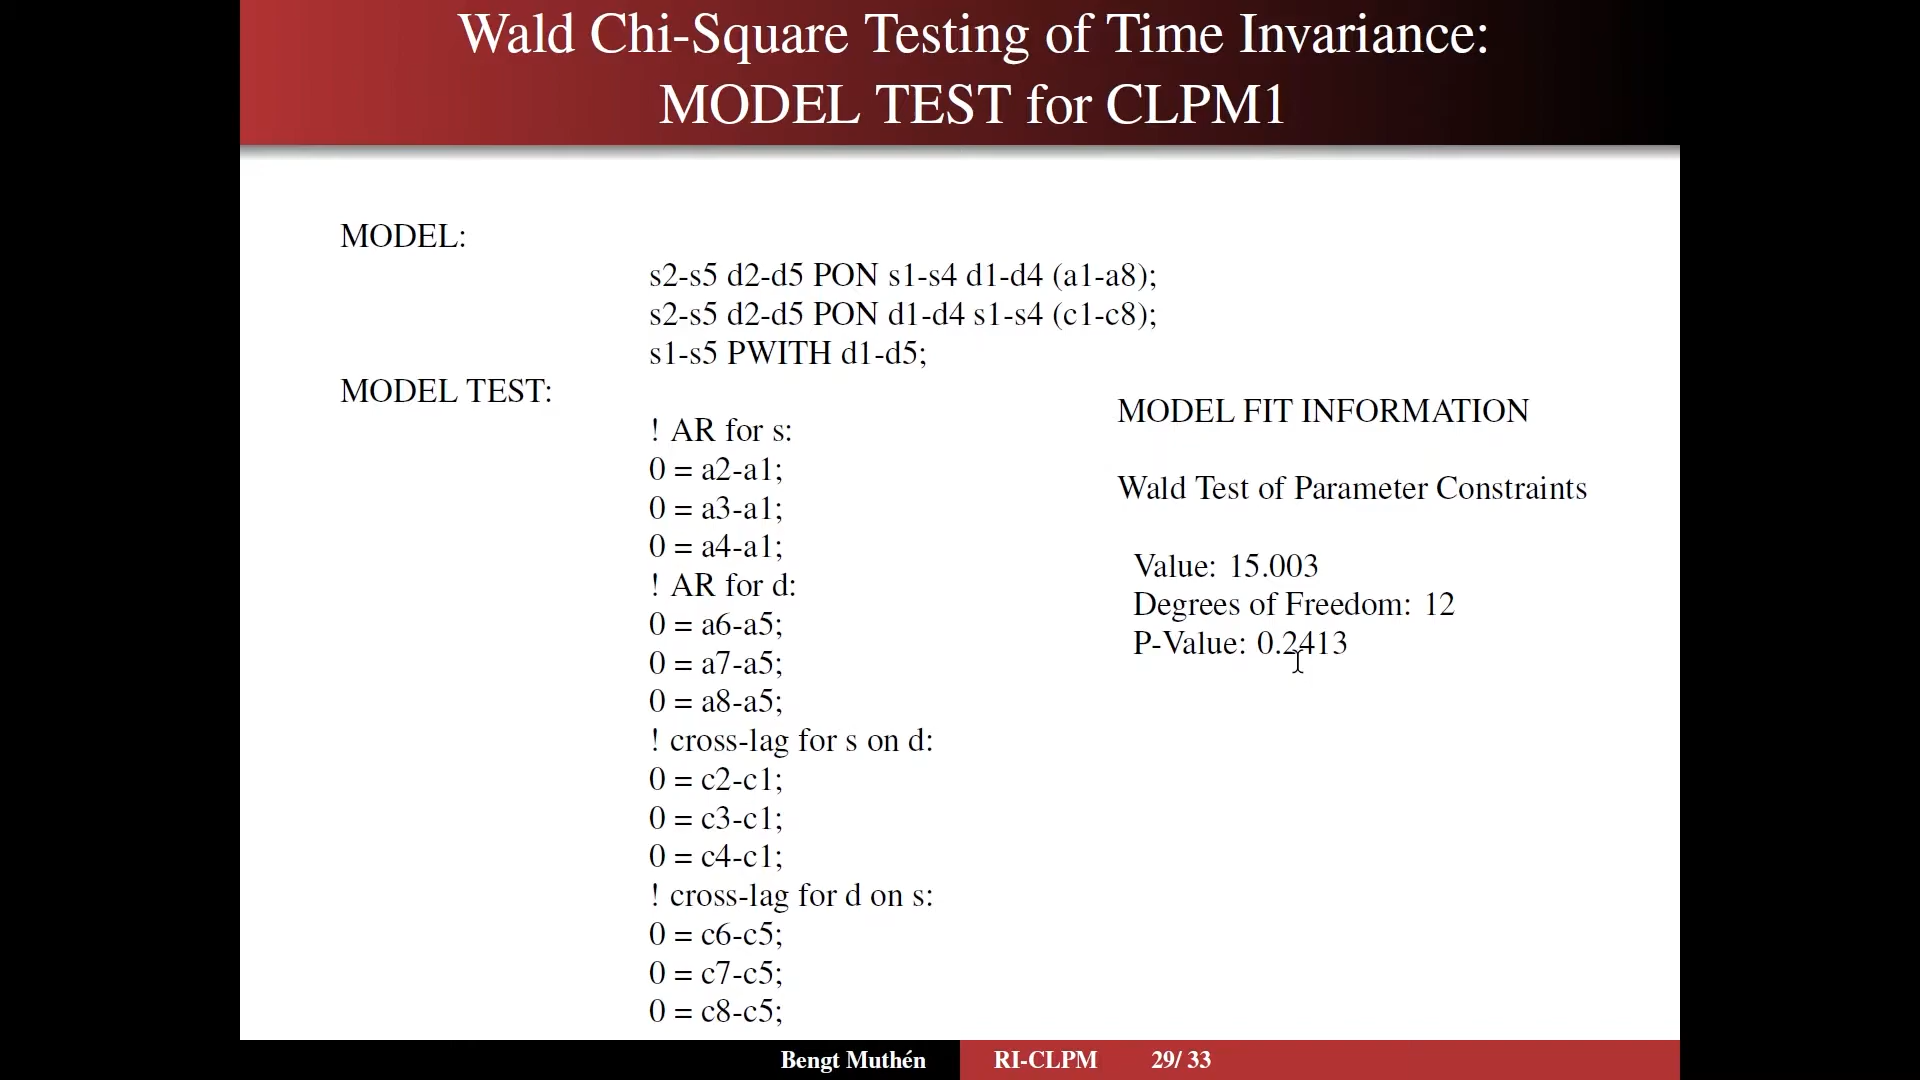 Wald Chi-Square Testing of Time Invariance:
MODEL TEST for CLPM1
MODEL:
s2-s5 d2-d5 PON s1-s4 d1-d4 (a1-a8);
s2-s5 d2-d5 PON d1-d4 s1-s4 (c1-c8);
s1-s5 PWITH d1-d5;
MODEL TEST:
! AR for s:
0 = a2-a1;
0 = a3-a1;
0 = a4-a1;
! AR for d:
0 = a6-a5;
0 = a7-a5;
0 = a8-a5;
! cross-lag for s on d:
0 = c2-c1;
0 = c3-c1;
0 = c4-c1;
! cross-lag for d on s:
0 = c6-c5;
0 = c7-c5;
0 = c8-c5;
MODEL FIT INFORMATION
Wald Test of Parameter Constraints
Value: 15.003
Degrees of Freedom: 12
P-Value: 0.2413
Bengt Muthén RI-CLPM 29/ 33